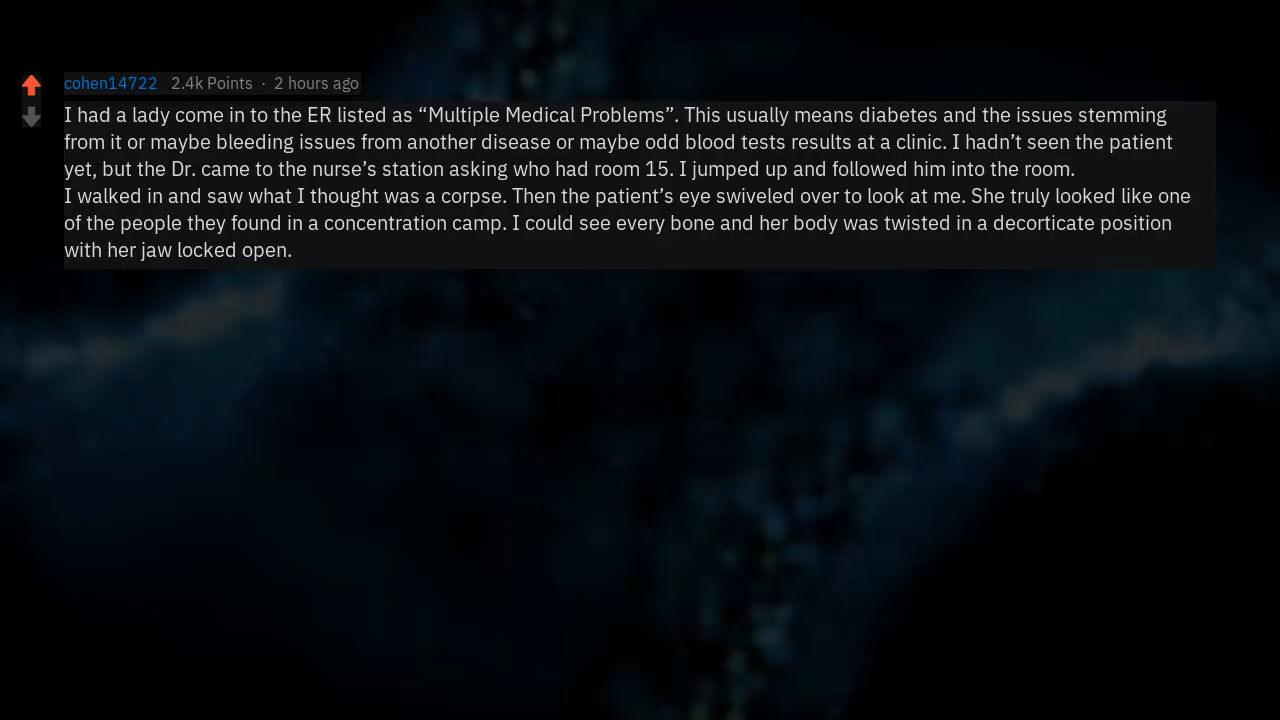 cohen14722 2.4k Points · 2 hours ago
I had a lady come in to the ER listed as “Multiple Medical Problems”. This usually means diabetes and the issues stemming
from it or maybe bleeding issues from another disease or maybe odd blood tests results at a clinic. I hadn’t seen the patient
yet, but the Dr. came to the nurse’s station asking who had room 15. I jumped up and followed him into the room.
I walked in and saw what I thought was a corpse. Then the patient’s eye swiveled over to look at me. She truly looked like one
of the people they found in a concentration camp. I could see every bone and her body was twisted in a decorticate position
with her jaw locked open.